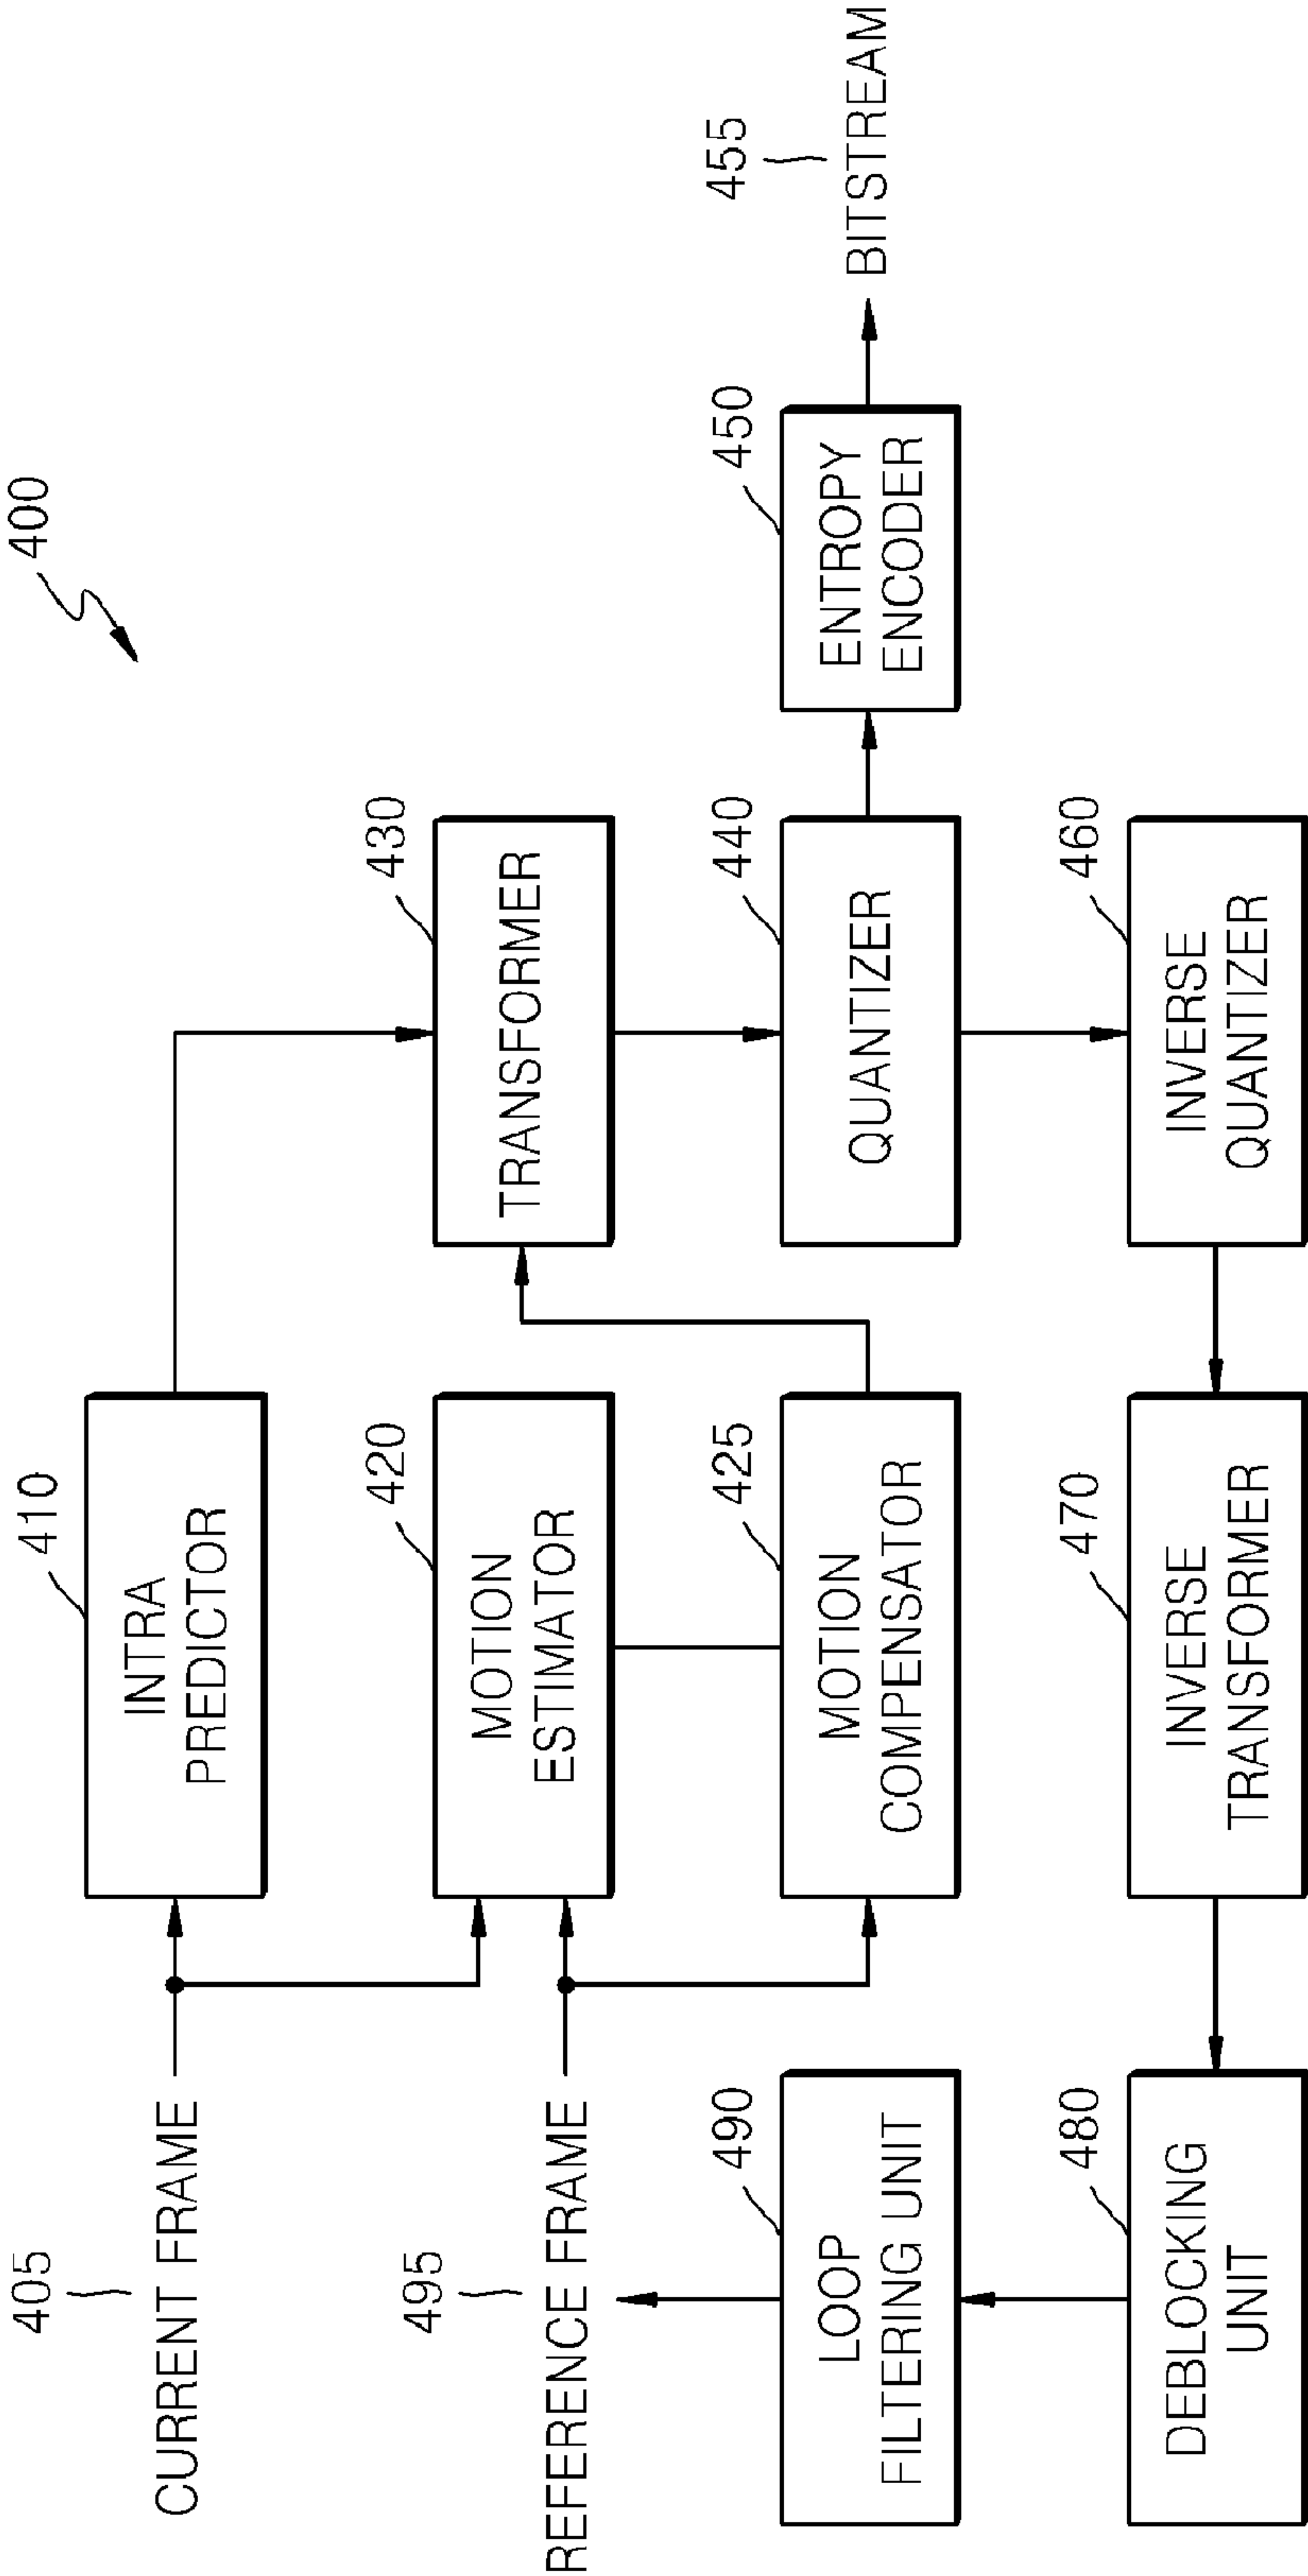 400
405
CURRENT FRAME
410
INTRA
PREDICTOR
495
REFERENCE FRAME
420
MOTION
ESTIMATOR
430
TRANSFORMER
490
LOOP
FILTERING UNIT
425
MOTION
COMPENSATOR
440
QUANTIZER
450
ENTROPY
ENCODER
455
BITSTREAM
480
DEBLOCKING
UNIT
470
INVERSE
TRANSFORMER
460
INVERSE
QUANTIZER